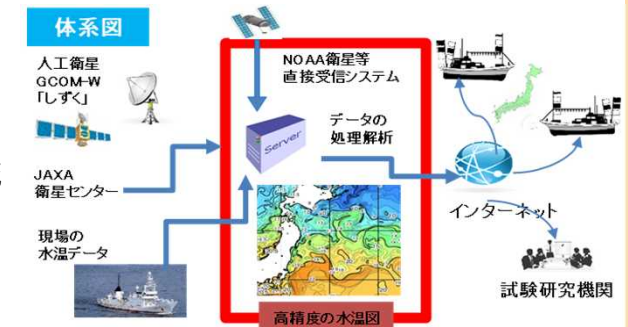 体系図
人工衛星
GCOM-W
「しずく」
NOAA衛星等
直接受信システム
Server
データの
処理解析
JAXA
衛星センター
インターネット
現場の
水温データ
試験研究機関
高精度の水温図